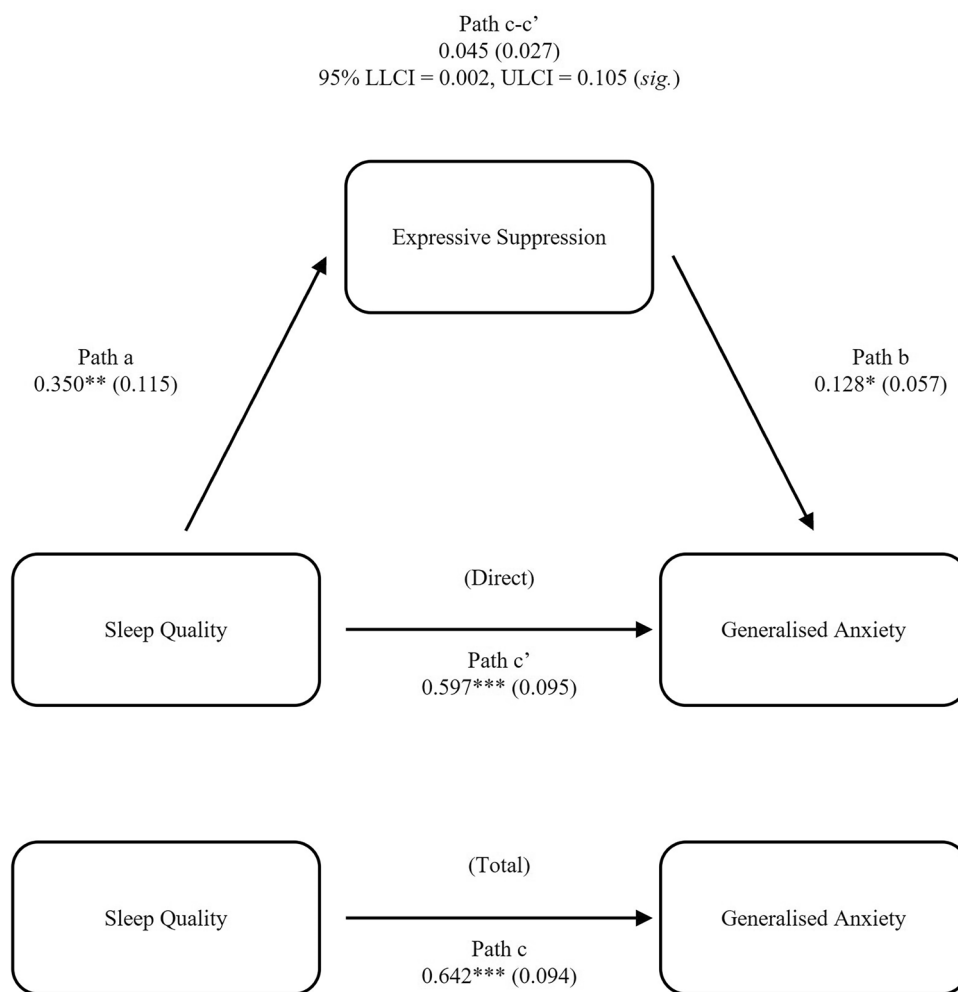 Path c-c’
0.045 (0.027)
95% LLCI = 0.002, ULCI = 0.105 (sig.)
Expressive Suppression
Path a
0.350** (0.115)
Path b
0.128* (0.057)
(Direct)
Sleep Quality
Generalised Anxiety
Path c’
0.597*** (0.095)
(Total)
Sleep Quality
Generalised Anxiety
Path c
0.642*** (0.094)